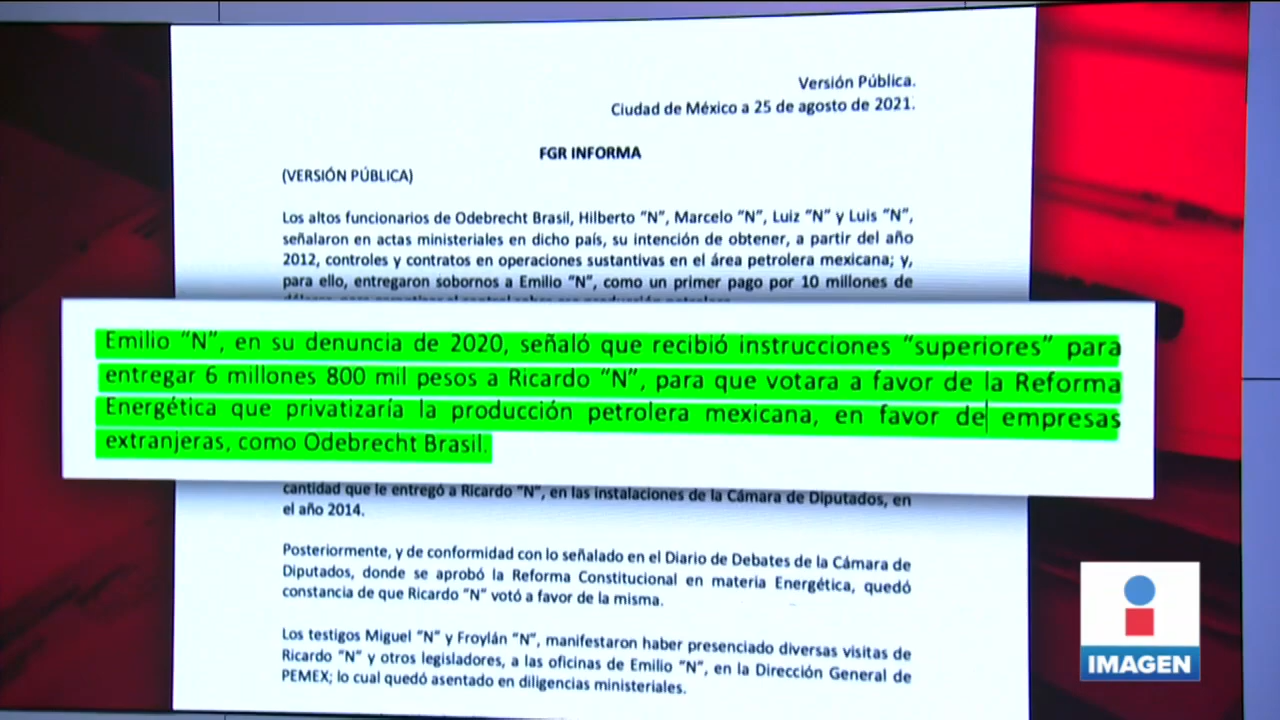 Versión Pública.
Ciudad de México a 25 de agosto de 2021.
FGR INFORMA
(VERSIÓN PÚBLICA)
Los altos funcionarios de Odebrecht Brasil, Hilberto “N”, Marcelo “N”, Luiz “N” y Luis “N”,
señalaron en actas ministeriales en dicho país, su intención de obtener, a partir del año
2012, controles y contratos en operaciones sustantivas en el área petrolera mexicana; y,
para ello, entregaron sobornos a Emilio “N”, como un primer pago por 10 millones de
Emilio “N”, en su denuncia de 2020, señaló que recibió instrucciones “superiores” para
entregar 6 millones 800 mil pesos a Ricardo “N”, para que votara a favor de la Reforma
Energética que privatizaría la producción petrolera mexicana, en favor de empresas
extranjeras, como Odebrecht Brasil.
cantidad que le entregó a Ricardo “N”, en las instalaciones de la Cámara de Diputados, en
el año 2014.
Posteriormente, y de conformidad con lo señalado en el Diario de Debates de la Cámara de
Diputados, donde se aprobó la Reforma Constitucional en materia Energética, quedó
constancia de que Ricardo “N” votó a favor de la misma.
Los testigos Miguel “N” y Froylán “N”, manifestaron haber presenciado diversas visitas de
Ricardo “N” y otros legisladores, a las oficinas de Emilio “N”, en la Dirección General de
PEMEX; lo cual quedó asentado en diligencias ministeriales.
IMAGEN